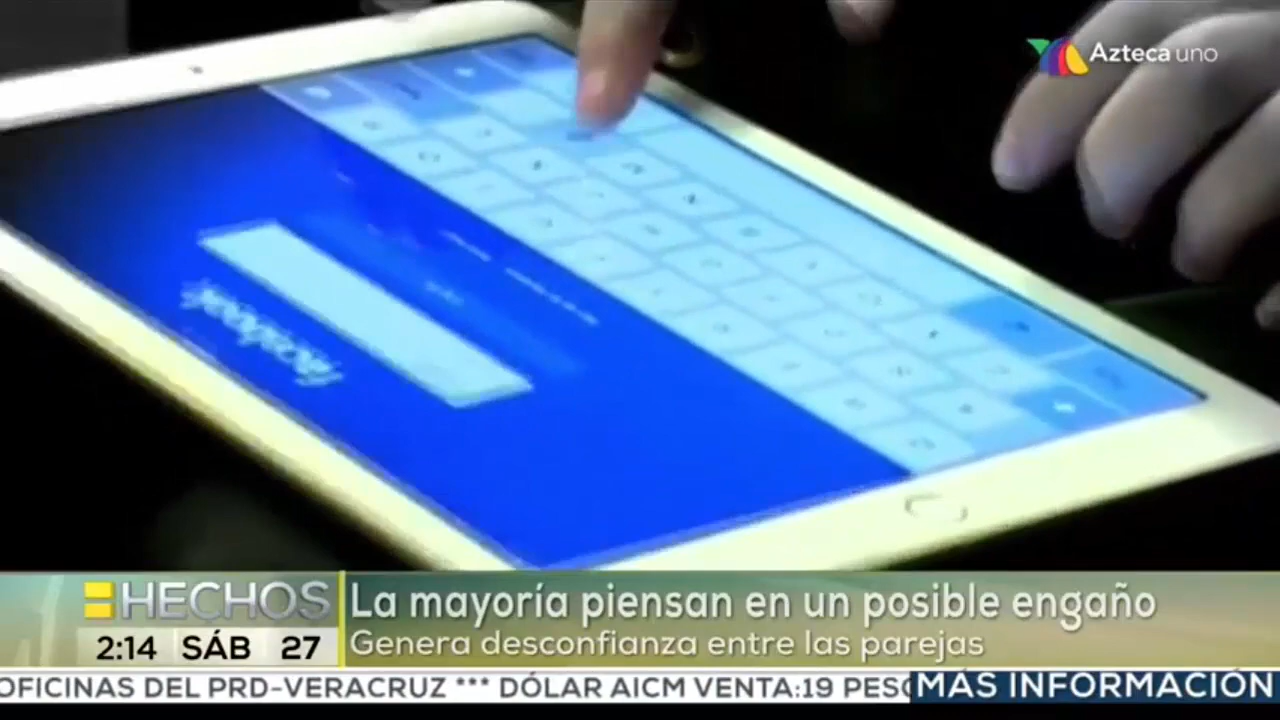 Azteca uno
facebook
HECHOS
La mayoría piensan en un posible engaño
2:14 SÁB 27
Genera desconfianza entre las parejas
OFICINAS DEL PRD-VERACRUZ *** DÓLAR AICM VENTA:19
MÁS INFORMACIÓN